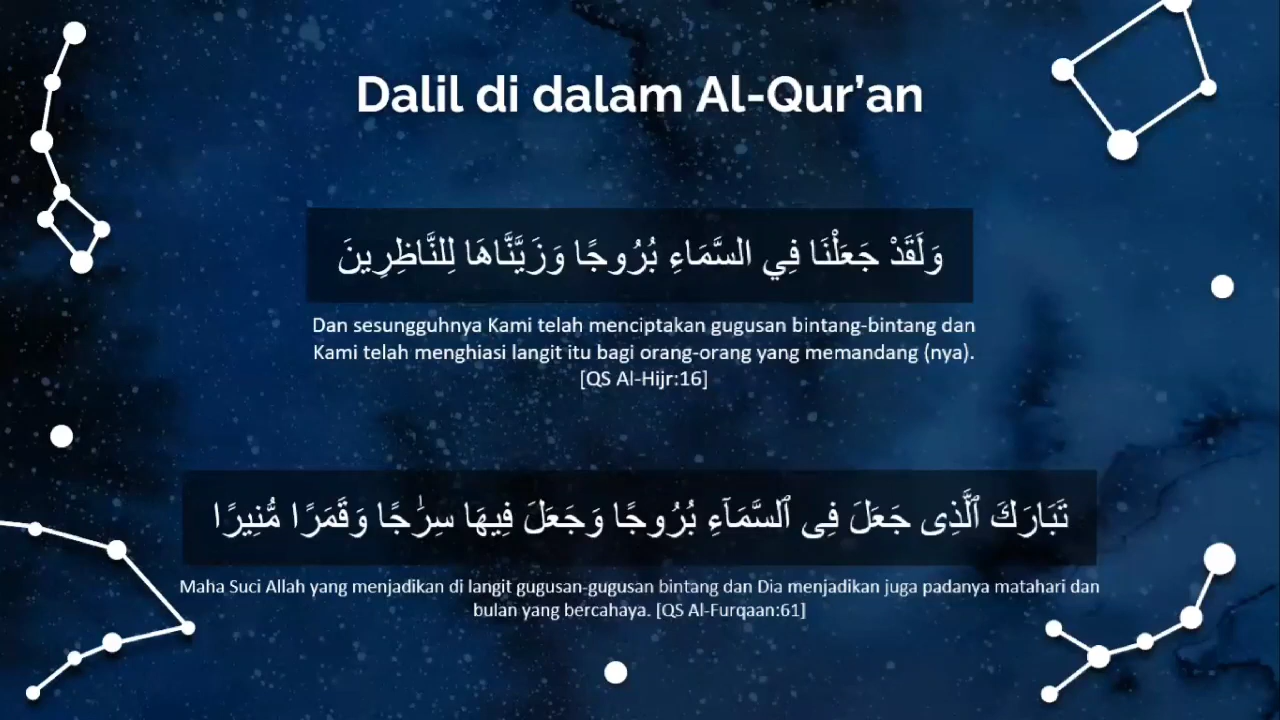 Dalil di dalam Al-Qur’an
وَلَقَدْ جَعَلْنَا فِي السَّمَاءِ بُرُوجًا وَزَيَّنَّاهَا لِلنَّاظِرِينَ
Dan sesungguhnya Kami telah menciptakan gugusan bintang-bintang dan
Kami telah menghiasi langit itu bagi orang-orang yang memandang (nya).
[QS Al-Hijr:16]
تَبَارَكَ ٱلَّذِى جَعَلَ فِى ٱلسَّمَآءِ بُرُوجًا وَجَعَلَ فِيهَا سِرَٰجًا وَقَمَرًا مُّنِيرًا
Maha Suci Allah yang menjadikan di langit gugusan-gugusan bintang dan Dia menjadikan juga padanya matahari dan
bulan yang bercahaya. [QS Al-Furqaan:61]